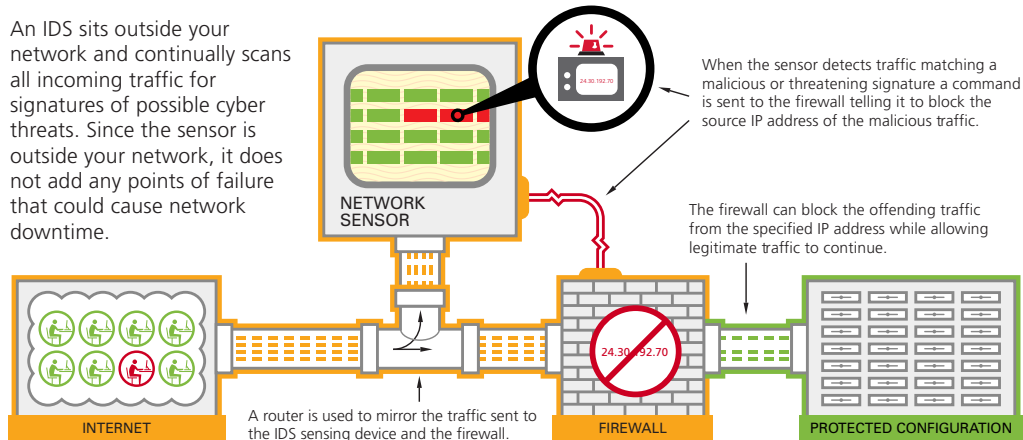 An IDS sits outside your
network and continually scans
all incoming traffic for
signatures of possible cyber
threats. Since the sensor is
outside your network, it does
not add any points of failure
that could cause network
downtime.
24.30 192.70
When the sensor detects traffic matching a
malicious or threatening signature a command
is sent to the firewall telling it to block the
source IP address of the malicious traffic.
NETWORK
SENSOR
The firewall can block the offending traffic
from the specified IP address while allowing
legitimate traffic to continue.
24.30.192.70
A router is used to mirror the traffic sent to
the IDS sensing device and the firewall.
INTERNET
FIREWALL
PROTECTED CONFIGURATION